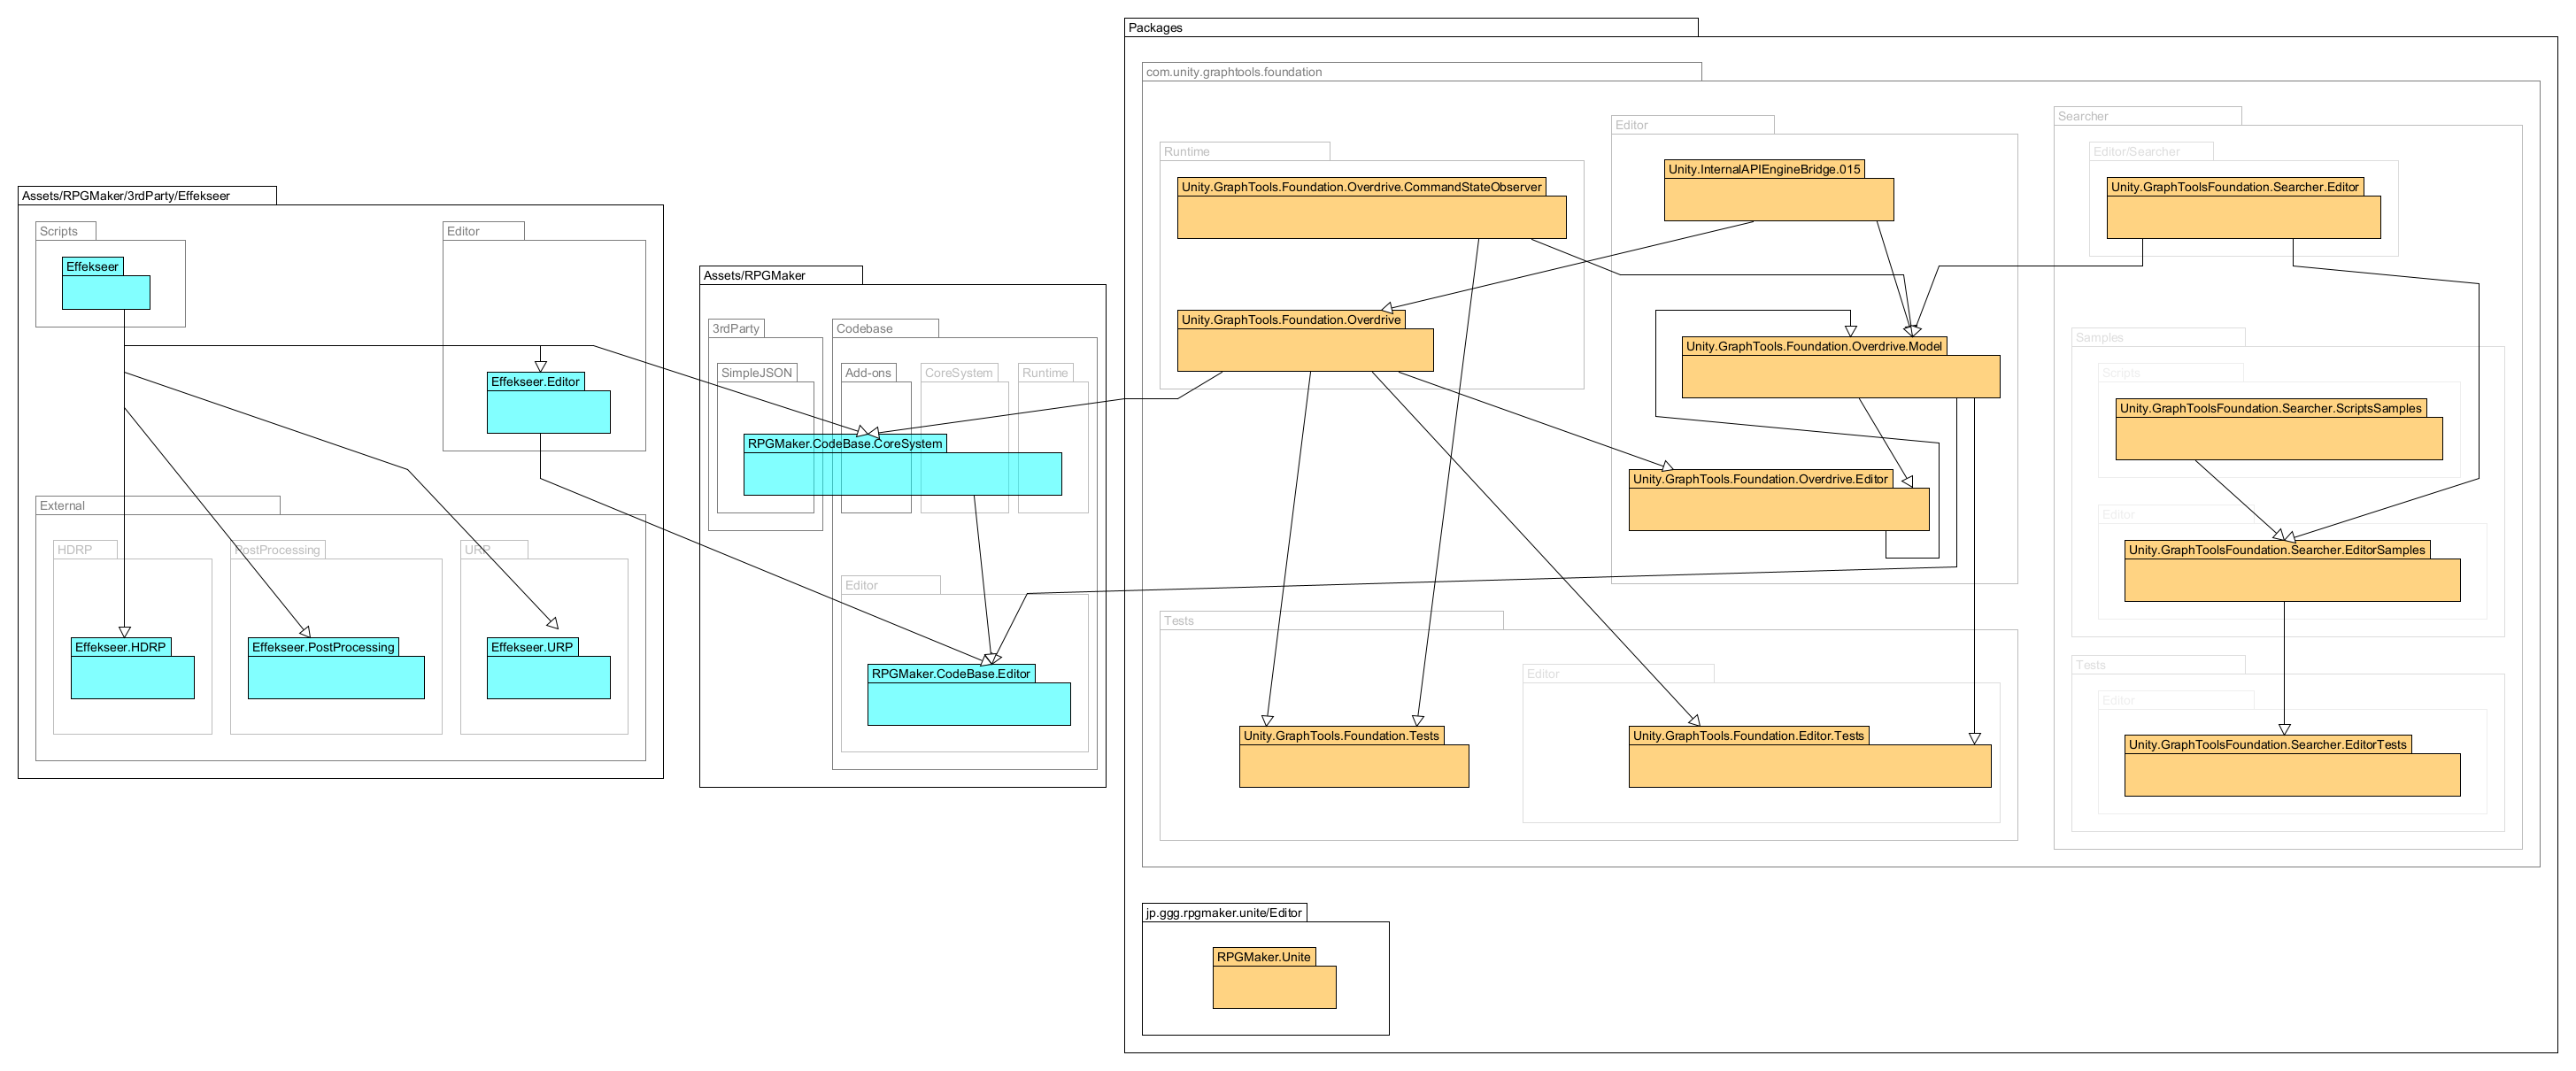 Packages
com.unity.graphtools.foundation
Runtime
Unity.GraphTools.Foundation.Overdrive.CommandStateObserver
Unity.GraphTools.Foundation.Overdrive
Editor
Unity.InternalAPIEngineBridge.015
Unity.GraphTools.Foundation.Overdrive.Model
Unity.GraphTools.Foundation.Overdrive.Editor
Searcher
Editor/Searcher
Unity.GraphToolsFoundation.Searcher.Editor
Samples
Scripts
Unity.GraphToolsFoundation.Searcher.ScriptsSamples
Editor
Unity.GraphToolsFoundation.Searcher.EditorSamples
Tests
Editor
Unity.GraphToolsFoundation.Searcher.EditorTests
Tests
Unity.GraphTools.Foundation.Tests
Editor
Unity.GraphTools.Foundation.Editor.Tests
jp.ggg.rpgmaker.unite/Editor
RPGMaker.Unite
Assets/RPGMaker/3rdParty/Effekseer
Scripts
Effekseer
Editor
Effekseer.Editor
External
HDRP
Effekseer.HDRP
PostProcessing
Effekseer.PostProcessing
URP
Effekseer.URP
Assets/RPGMaker
3rdParty
SimpleJSON
Codebase
Add-ons
CoreSystem
Runtime
RPGMaker.CodeBase.CoreSystem
Editor
RPGMaker.CodeBase.Editor